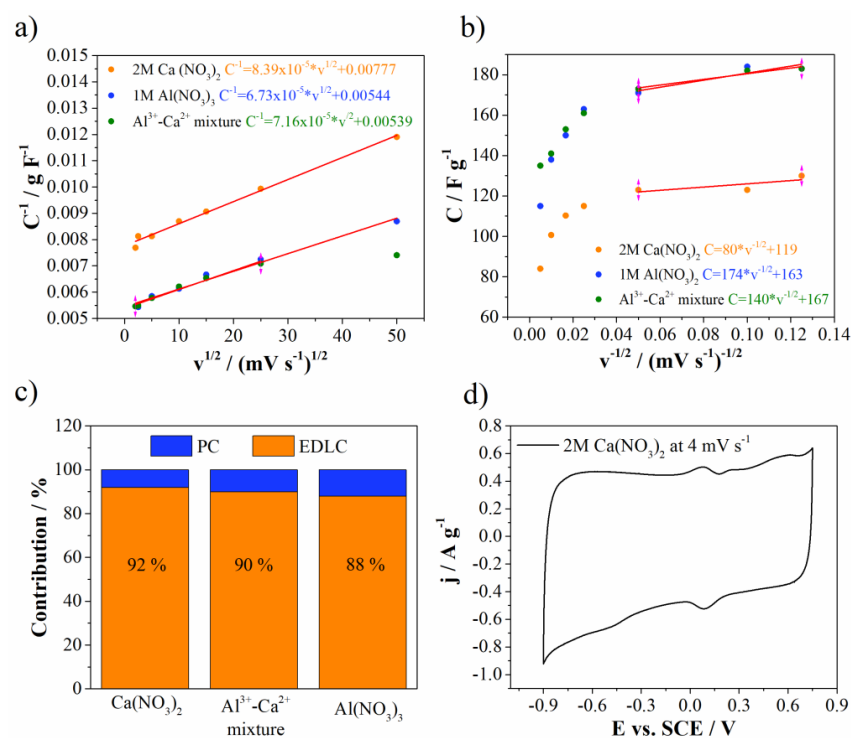 a)
0.015
0.014
0.013
0.012
0.011
0.010
0.009
0.008
0.007
0.006
0.005
C⁻¹ / g F⁻¹
2M Ca (NO₃)₂ C⁻¹=8.39x10⁻⁵*v¹/²+0.00777
1M Al(NO₃)₃ C⁻¹=6.73x10⁻⁵*v¹/²+0.00544
Al³⁺-Ca²⁺ mixture C⁻¹=7.16x10⁻⁵*v/²+0.00539
0 10 20 30 40 50
v¹/² / (mV s⁻¹)¹/²
b)
180
160
140
120
100
80
60
C / F g⁻¹
2M Ca(NO₃)₂ C=80*v⁻¹/²+119
1M Al(NO₃)₂ C=174*v⁻¹/²+163
Al³⁺-Ca²⁺ mixture C=140*v⁻¹/²+167
0.00 0.02 0.04 0.06 0.08 0.10 0.12 0.14
v⁻¹/² / (mV s⁻¹)⁻¹/²
c)
120
100
80
60
40
20
0
Contribution / %
PC EDLC
92 % 90 % 88 %
Ca(NO₃)₂ Al³⁺-Ca²⁺ Al(NO₃)₃
mixture
d)
0.8
0.6
0.4
0.2
0.0
-0.2
-0.4
-0.6
-0.8
-1.0
j / A g⁻¹
2M Ca(NO₃)₂ at 4 mV s⁻¹
-0.9 -0.6 -0.3 0.0 0.3 0.6 0.9
E vs. SCE / V